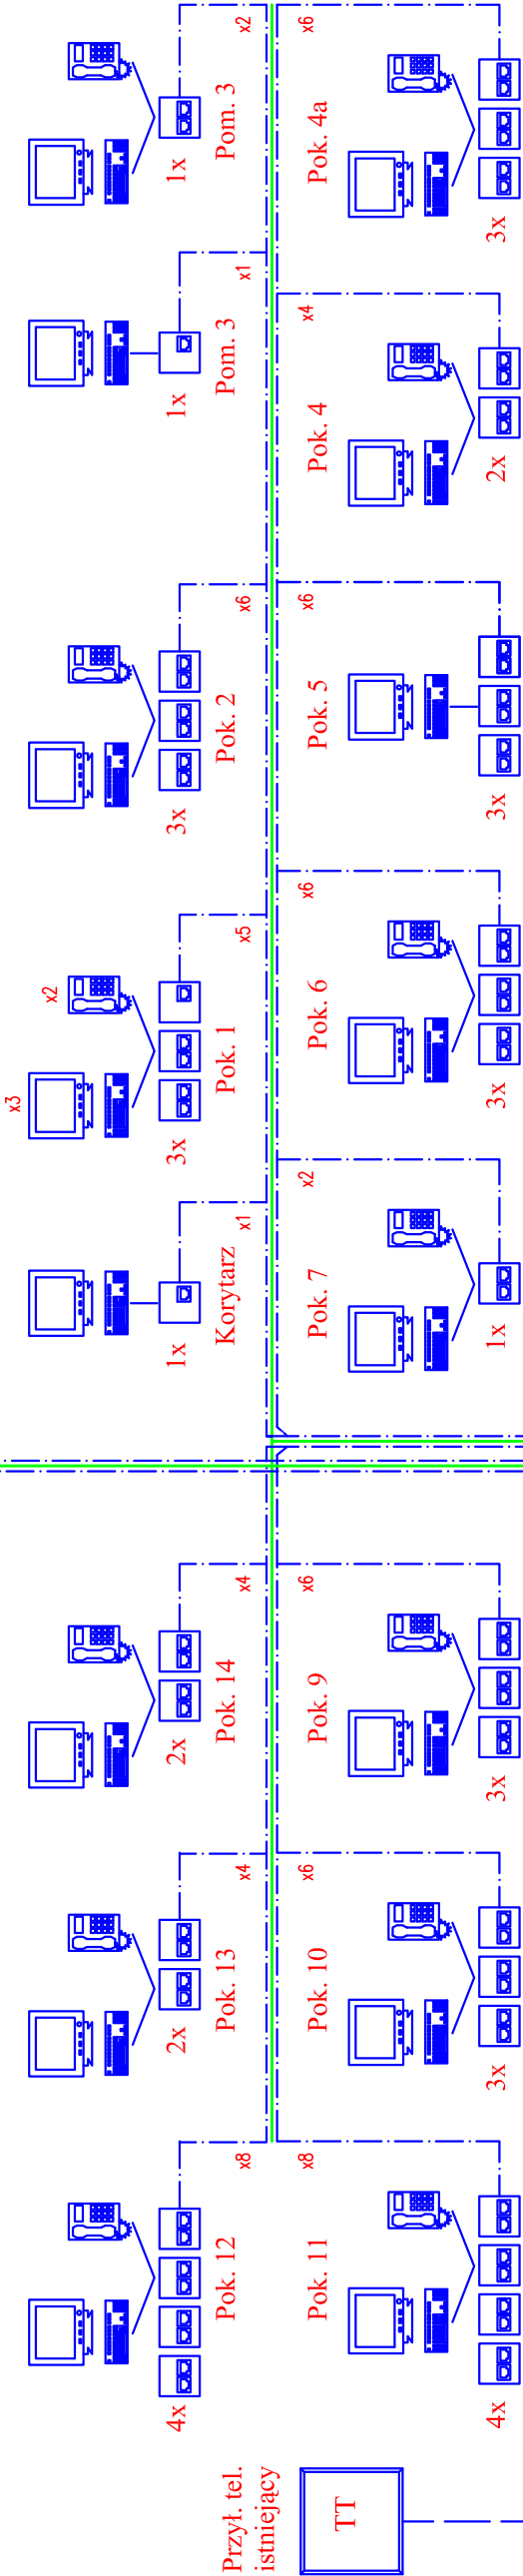 x3
x2
4x
2x
2x
1x
3x
3x
1x
1x
Przył. tel.
istniejący
Pok. 12
Pok. 13
Pok. 14
Korytarz
Pok. 1
Pok. 2
Pom. 3
Pom. 3
x8
x4
x4
x1
x5
x6
x1
x2
x8
x6
x6
x2
x6
x6
x4
x6
Pok. 11
Pok. 10
Pok. 9
Pok. 7
Pok. 6
Pok. 5
Pok. 4
Pok. 4a
TT
4x
3x
3x
1x
3x
3x
2x
3x